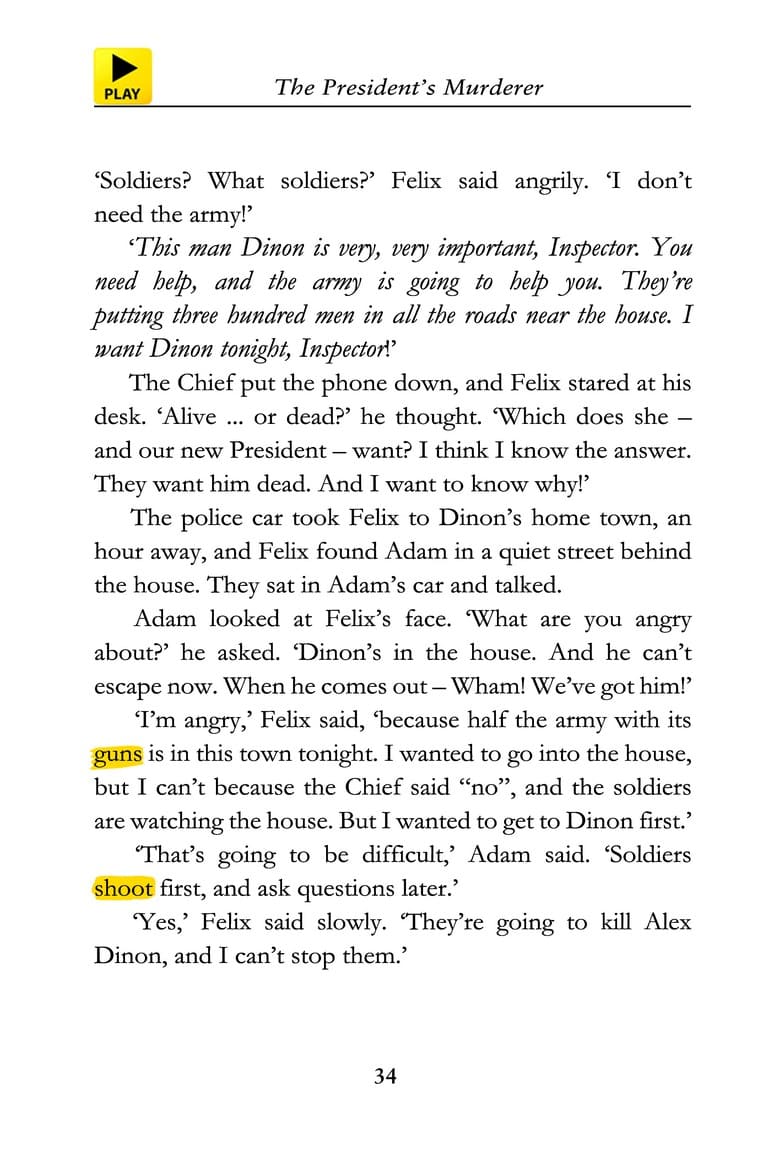 PLAY
The President’s Murderer
‘Soldiers? What soldiers?’ Felix said angrily. ‘I don’t
need the army!’
‘This man Dinon is very, very important, Inspector. You
need help, and the army is going to help you. They’re
putting three hundred men in all the roads near the house. I
want Dinon tonight, Inspector!’
The Chief put the phone down, and Felix stared at his
desk. ‘Alive ... or dead?’ he thought. ‘Which does she –
and our new President – want? I think I know the answer.
They want him dead. And I want to know why!’
The police car took Felix to Dinon’s home town, an
hour away, and Felix found Adam in a quiet street behind
the house. They sat in Adam’s car and talked.
Adam looked at Felix’s face. ‘What are you angry
about?’ he asked. ‘Dinon’s in the house. And he can’t
escape now. When he comes out – Wham! We’ve got him!’
‘I’m angry,’ Felix said, ‘because half the army with its
guns is in this town tonight. I wanted to go into the house,
but I can’t because the Chief said “no”, and the soldiers
are watching the house. But I wanted to get to Dinon first.’
‘That’s going to be difficult,’ Adam said. ‘Soldiers
shoot first, and ask questions later.’
‘Yes,’ Felix said slowly. ‘They’re going to kill Alex
Dinon, and I can’t stop them.’
34